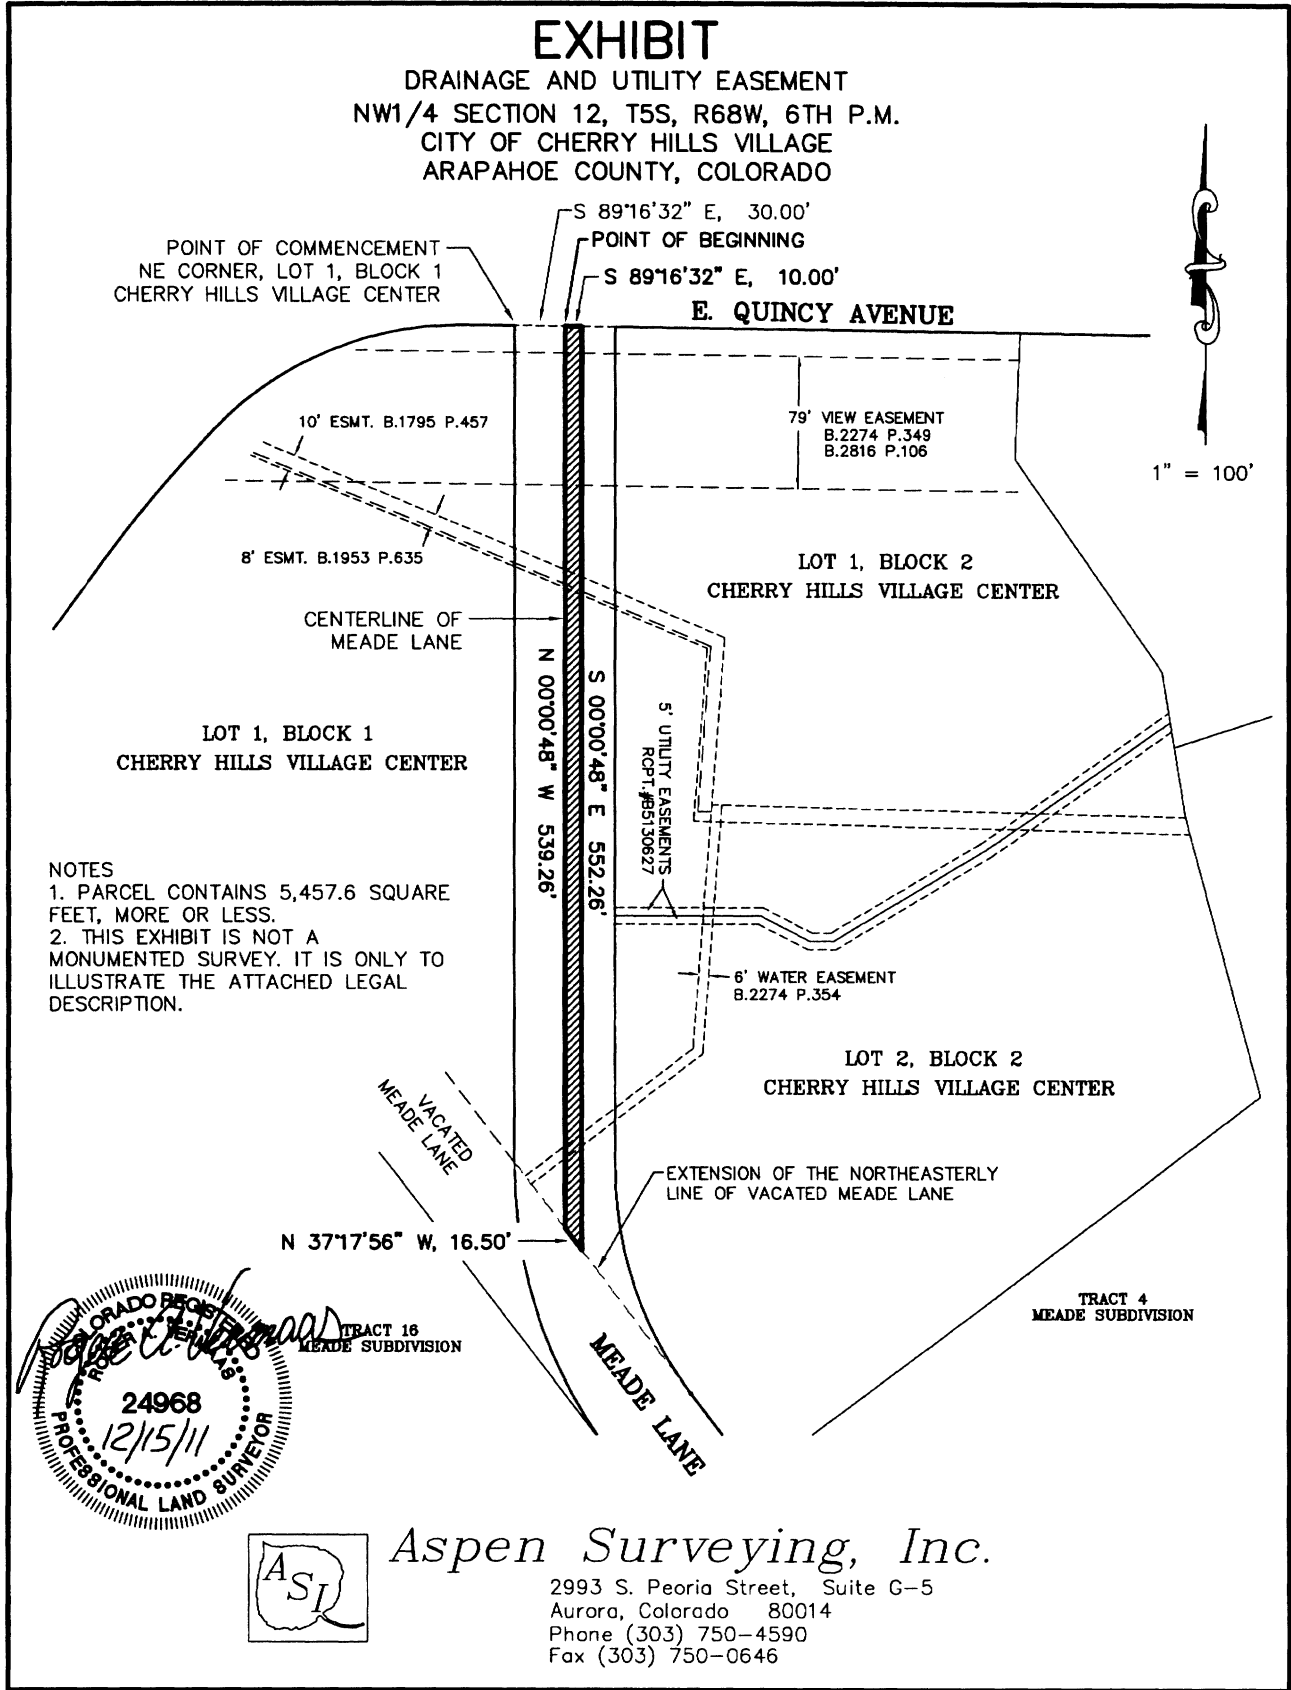 EXHIBIT
DRAINAGE AND UTILITY EASEMENT
NW1/4 SECTION 12, T5S, R68W, 6TH P.M.
CITY OF CHERRY HILLS VILLAGE
ARAPAHOE COUNTY, COLORADO
S 89°16'32" E, 30.00'
POINT OF BEGINNING
S 89°16'32" E, 10.00'
POINT OF COMMENCEMENT
NE CORNER, LOT 1, BLOCK 1
CHERRY HILLS VILLAGE CENTER
E. QUINCY AVENUE
1" = 100'
10' ESMT. B.1795 P.457
79' VIEW EASEMENT
B.2274 P.349
B.2816 P.106
8' ESMT. B.1953 P.635
LOT 1, BLOCK 2
CHERRY HILLS VILLAGE CENTER
CENTERLINE OF
MEADE LANE
N 00°00'48" W 539.26'
S 00°00'48" E 552.26'
5' UTILITY EASEMENTS
RCPT.#B5130627
LOT 1, BLOCK 1
CHERRY HILLS VILLAGE CENTER
NOTES
1. PARCEL CONTAINS 5,457.6 SQUARE
FEET, MORE OR LESS.
2. THIS EXHIBIT IS NOT A
MONUMENTED SURVEY. IT IS ONLY TO
ILLUSTRATE THE ATTACHED LEGAL
DESCRIPTION.
6' WATER EASEMENT
B.2274 P.354
LOT 2, BLOCK 2
CHERRY HILLS VILLAGE CENTER
VACATED
MEADE LANE
EXTENSION OF THE NORTHEASTERLY
LINE OF VACATED MEADE LANE
N 37°17'56" W, 16.50'
TRACT 4
MEADE SUBDIVISION
TRACT 16
MEADE SUBDIVISION
MEADE LANE
COLORADO REGISTERED
24968
12/15/11
PROFESSIONAL LAND SURVEYOR
ASI
Aspen Surveying, Inc.
2993 S. Peoria Street, Suite G-5
Aurora, Colorado 80014
Phone (303) 750-4590
Fax (303) 750-0646